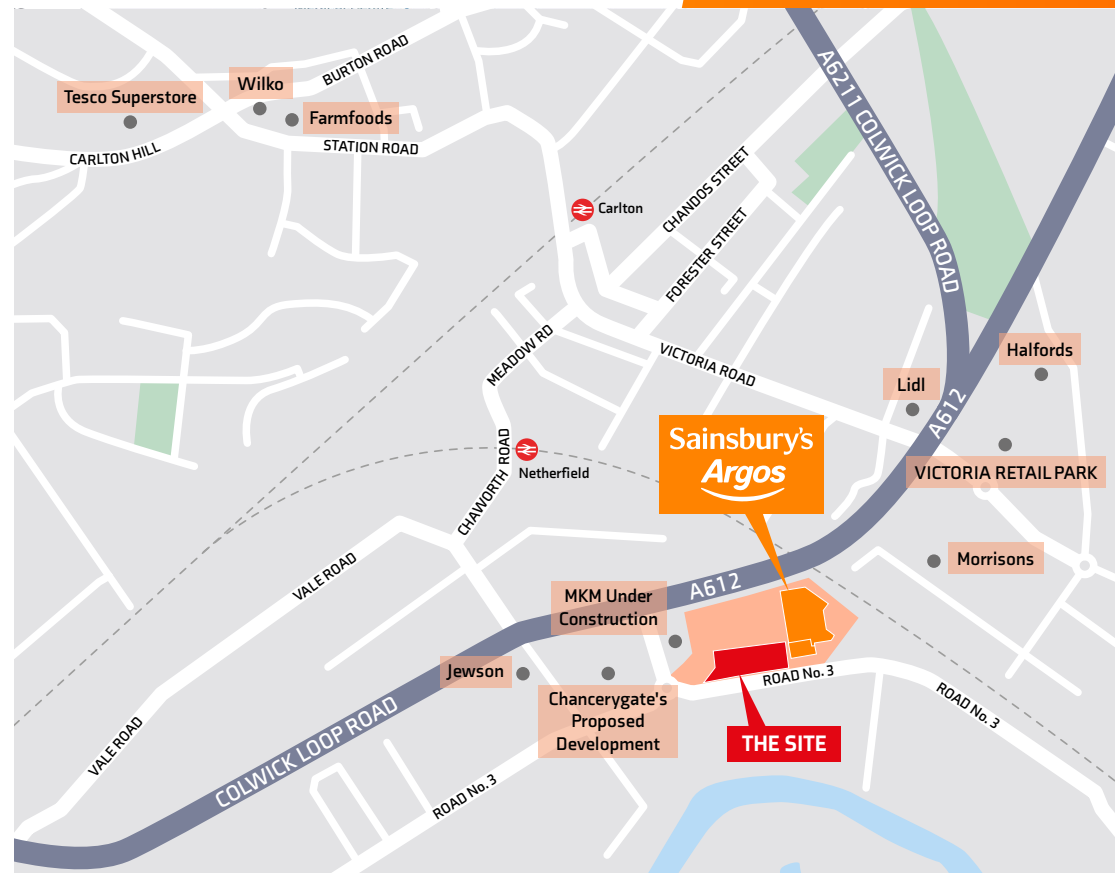 BURTON ROAD
Wilko
Tesco Superstore
Farmfoods
CARLTON HILL
STATION ROAD
A6211 COLWICK LOOP ROAD
CHANDOS STREET
Carlton
FORESTER STREET
MEADOW RD
VICTORIA ROAD
Halfords
Lidl
A612
Sainsbury's
Argos
CHAWORTH ROAD
Netherfield
VICTORIA RETAIL PARK
VALE ROAD
Morrisons
A612
MKM Under
Construction
Jewson
ROAD No. 3
Chancerygate's
Proposed
Development
ROAD No. 3
THE SITE
VALE ROAD
COLWICK LOOP ROAD
ROAD No. 3